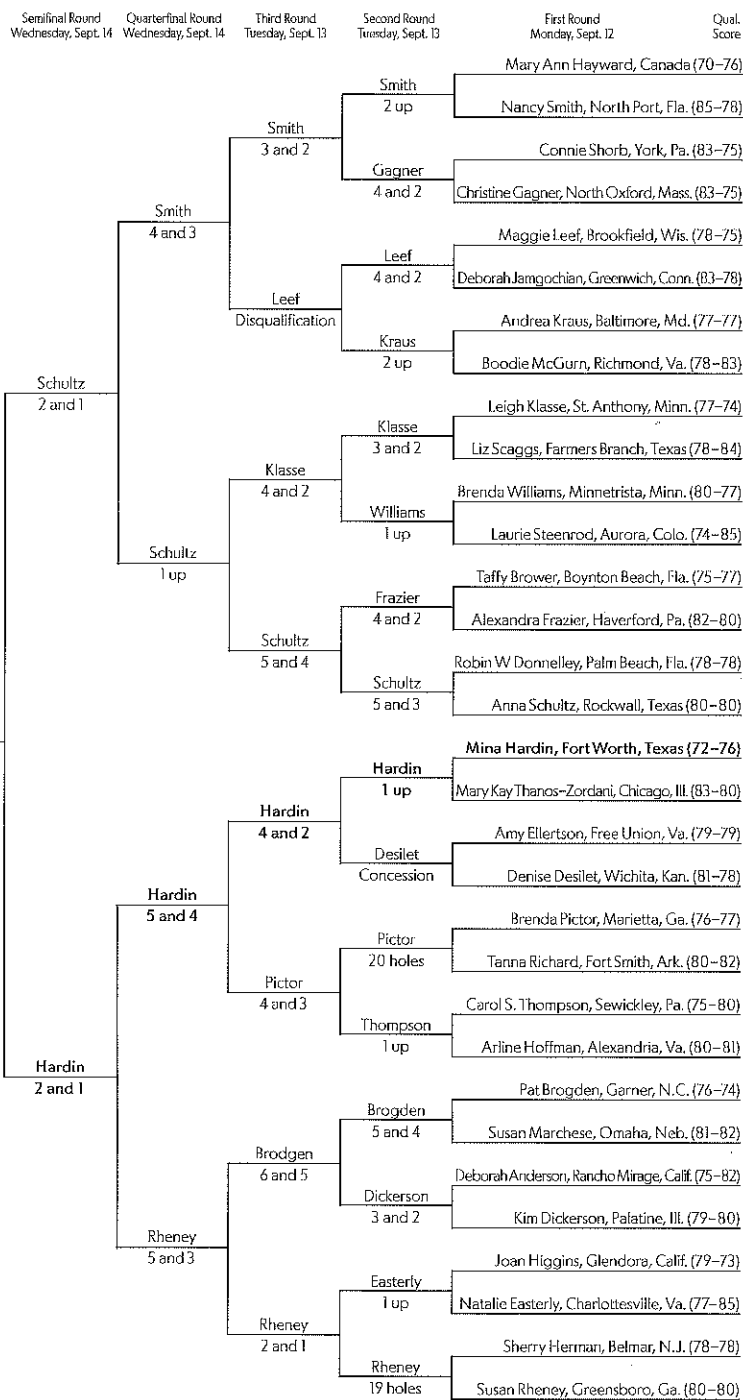 Semifinal Round
Wednesday, Sept. 14
Quarterfinal Round
Wednesday, Sept. 14
Third Round
Tuesday, Sept. 13
Second Round
Tuesday, Sept. 13
First Round
Monday, Sept. 12
Qual.
Score
Mary Ann Hayward, Canada (70-76)
Smith
2 up
Nancy Smith, North Port, Fla. (85-78)
Smith
3 and 2
Connie Shorb, York, Pa. (83-75)
Gagner
4 and 2
Christine Gagner, North Oxford, Mass. (83-75)
Smith
4 and 3
Maggie Leef, Brookfield, Wis. (78-75)
Leef
4 and 2
Deborah Jamgochian, Greenwich, Conn. (83-78)
Leef
Disqualification
Andrea Kraus, Baltimore, Md. (77-77)
Kraus
2 up
Boodie McGurn, Richmond, Va. (78-83)
Schultz
2 and 1
Leigh Klasse, St. Anthony, Minn. (77-74)
Klasse
3 and 2
Liz Scaggs, Farmers Branch, Texas (78-84)
Klasse
4 and 2
Brenda Williams, Minnetrista, Minn. (80-77)
Williams
1 up
Laurie Steenrod, Aurora, Colo. (74-85)
Schultz
1 up
Taffy Brower, Boynton Beach, Fla. (75-77)
Frazier
4 and 2
Alexandra Frazier, Haverford, Pa. (82-80)
Schultz
5 and 4
Robin W Donnelley, Palm Beach, Fla. (78-78)
Schultz
5 and 3
Anna Schultz, Rockwall, Texas (80-80)
Mina Hardin, Fort Worth, Texas (72-76)
Hardin
1 up
Mary Kay Thanos-Zordani, Chicago, Ill. (83-80)
Hardin
4 and 2
Amy Ellertson, Free Union, Va. (79-79)
Desilet
Concession
Denise Desilet, Wichita, Kan. (81-78)
Hardin
5 and 4
Brenda Pictor, Marietta, Ga. (76-77)
Pictor
20 holes
Tanna Richard, Fort Smith, Ark. (80-82)
Pictor
4 and 3
Carol S. Thompson, Sewickley, Pa. (75-80)
Thompson
1 up
Arline Hoffman, Alexandria, Va. (80-81)
Hardin
2 and 1
Pat Brogden, Garner, N.C. (76-74)
Brogden
5 and 4
Susan Marchese, Omaha, Neb. (81-82)
Brodgen
6 and 5
Deborah Anderson, Rancho Mirage, Calif. (75-82)
Dickerson
3 and 2
Kim Dickerson, Palatine, Ill. (79-80)
Rheney
5 and 3
Joan Higgins, Glendora, Calif. (79-73)
Easterly
1 up
Natalie Easterly, Charlottesville, Va. (77-85)
Rheney
2 and 1
Sherry Herman, Belmar, N.J. (78-78)
Rheney
19 holes
Susan Rheney, Greensboro, Ga. (80-80)